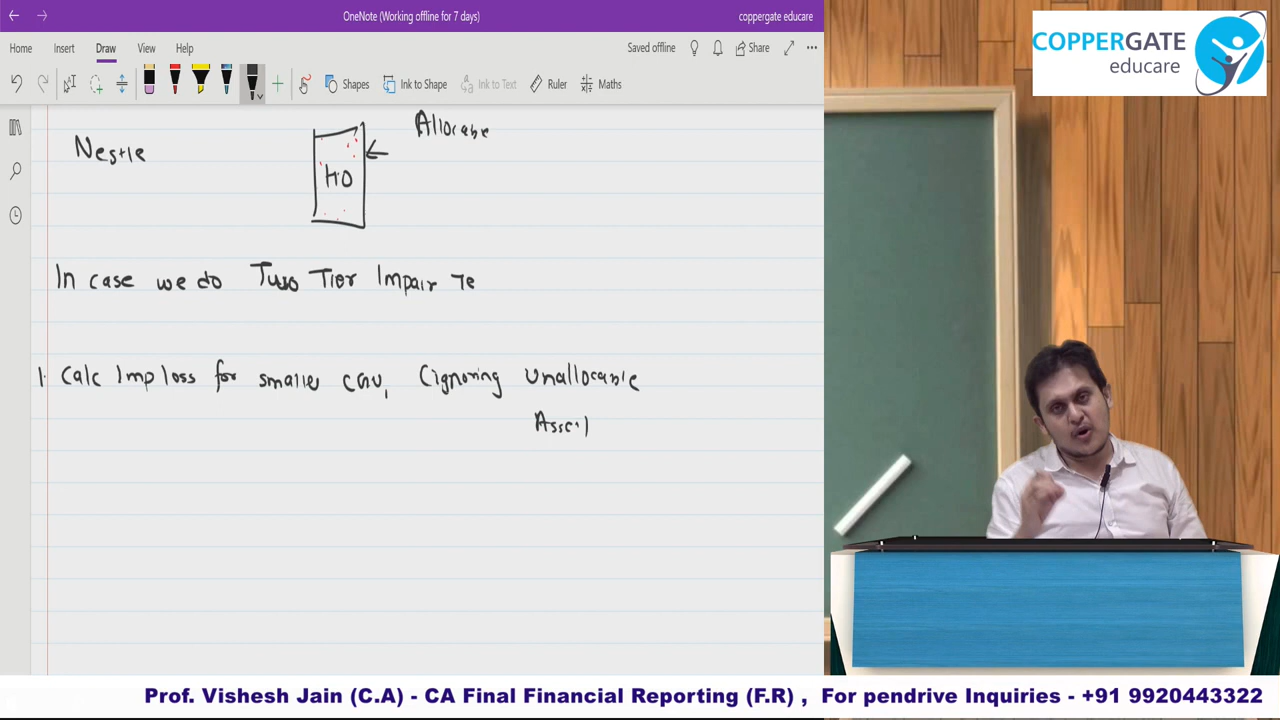 OneNote (Working offline for 7 days)
coppergate educare
Home Insert Draw View Help
Saved offline
Share
Shapes
Ink to Shape
Ink to Text
Ruler
Maths
COPPERGATE
educare
Allocable
Nestle
HO
In case we do Two Tier Impair Te
1. Calc Imp loss for smaller CGU, (ignoring Unallocable
Asset
Prof. Vishesh Jain (C.A) - CA Final Financial Reporting (F.R) , For pendrive Inquiries - +91 9920443322